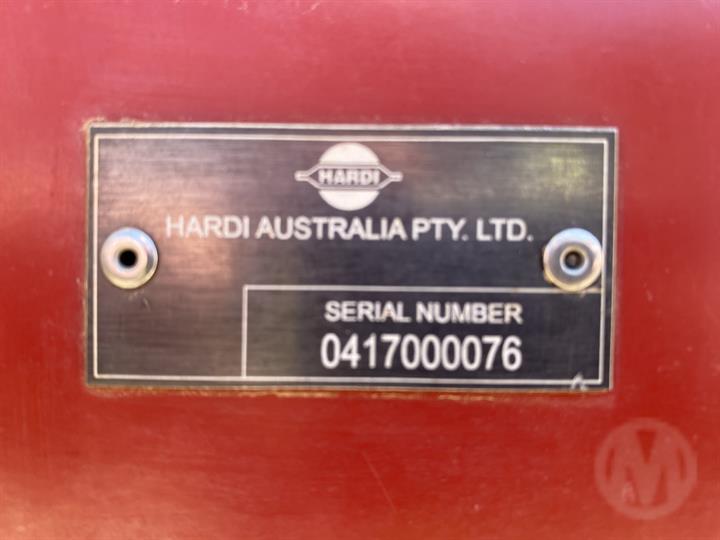 HARDI
HARDI AUSTRALIA PTY. LTD.
SERIAL NUMBER
0417000076
M